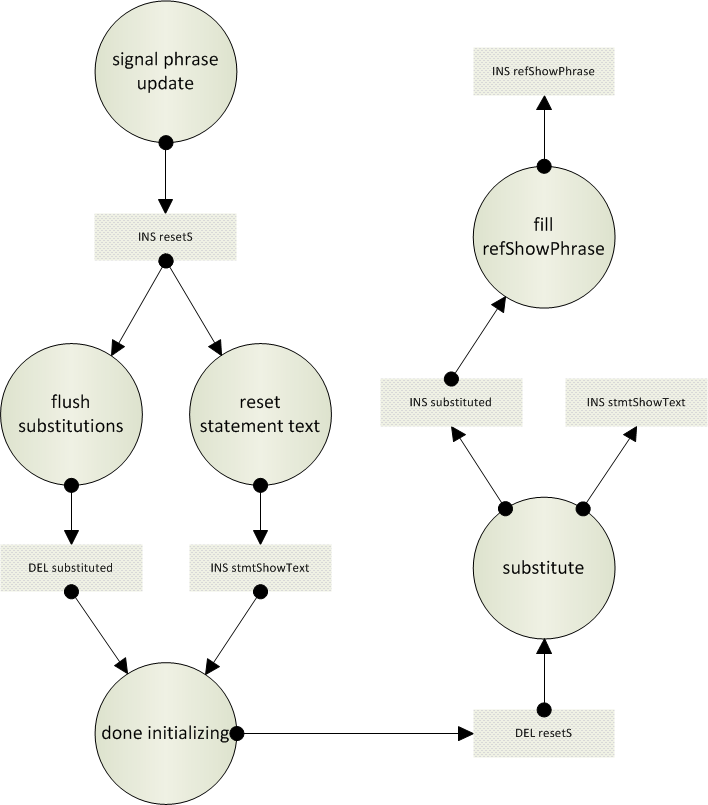 signal phrase
update
INS resetS
flush
substitutions
reset
statement text
DEL substituted
INS stmtShowText
done initializing
DEL resetS
substitute
INS substituted
INS stmtShowText
fill
refShowPhrase
INS refShowPhrase